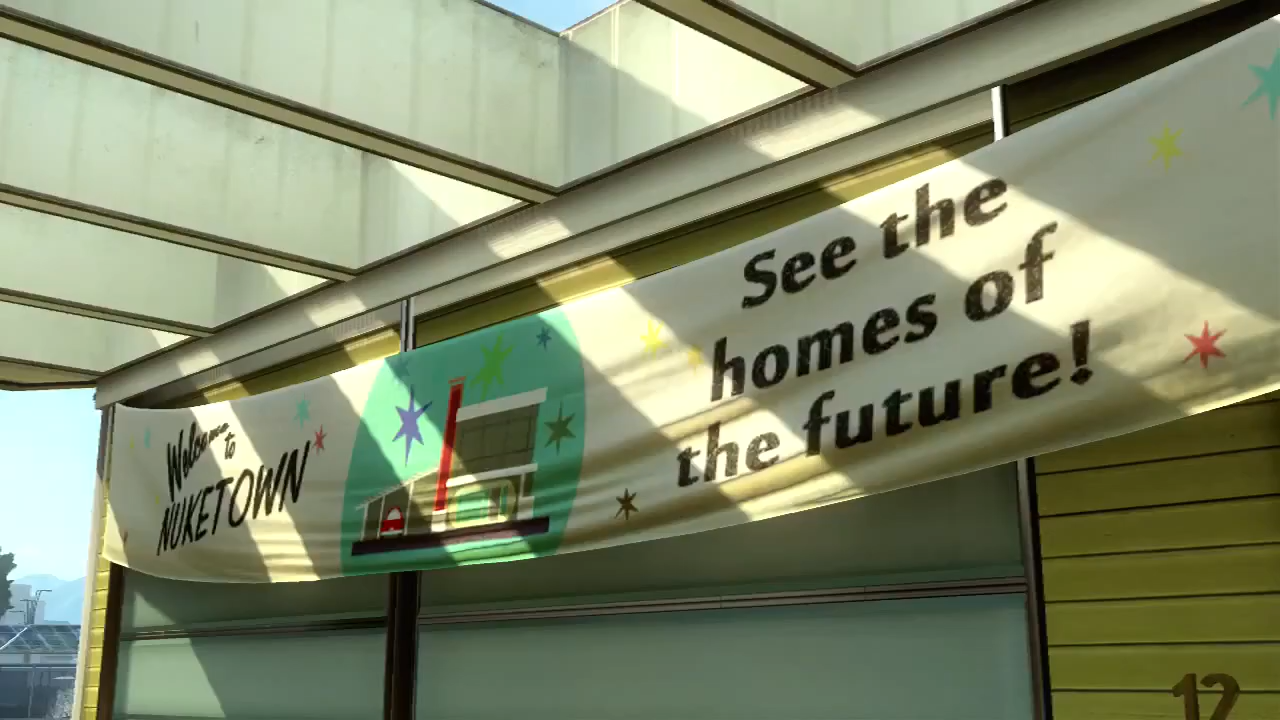 Welcome
to
NUKETOWN
See the
homes of
the future!
12